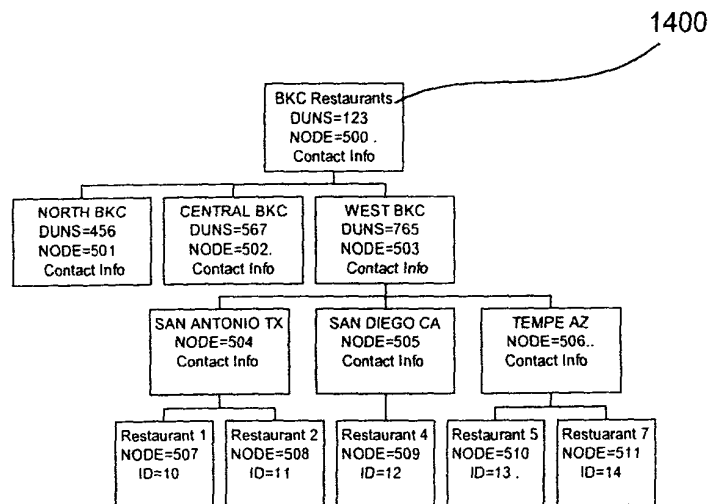 1400
BKC Restaurants
DUNS=123
NODE=500 .
Contact Info
NORTH BKC
DUNS=456
NODE=501
Contact Info
CENTRAL BKC
DUNS=567
NODE=502.
Contact Info
WEST BKC
DUNS=765
NODE=503
Contact Info
SAN ANTONIO TX
NODE=504
Contact Info
SAN DIEGO CA
NODE=505
Contact Info
TEMPE AZ
NODE=506..
Contact Info
Restaurant 1
NODE=507
ID=10
Restaurant 2
NODE=508
ID=11
Restaurant 4
NODE=509
ID=12
Restaurant 5
NODE=510
ID=13 .
Restuarant 7
NODE=511
ID=14